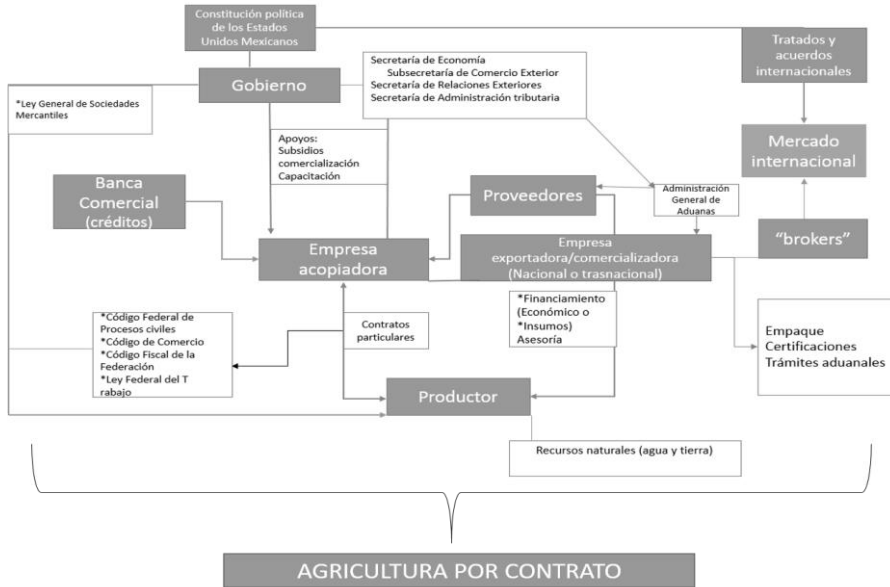 Constitución política
de los Estados
Unidos Mexicanos
Tratados y
acuerdos
internacionales
Gobierno
Secretaría de Economía
Subsecretaría de Comercio Exterior
Secretaría de Relaciones Exteriores
Secretaría de Administración tributaria
*Ley General de Sociedades
Mercantiles
Apoyos:
Subsidios
comercialización
Capacitación
Mercado
internacional
Banca
Comercial
(créditos)
Proveedores
Administración
General de
Aduanas
Empresa
acopiadora
Empresa
exportadora/comercializadora
(Nacional o trasnacional)
“brokers”
*Financiamiento
(Económico o
*Insumos)
Asesoría
*Código Federal de
Procesos civiles
*Código de Comercio
*Código Fiscal de la
Federación
*Ley Federal del T
rabajo
Contratos
particulares
Empaque
Certificaciones
Trámites aduanales
Productor
Recursos naturales (agua y tierra)
AGRICULTURA POR CONTRATO